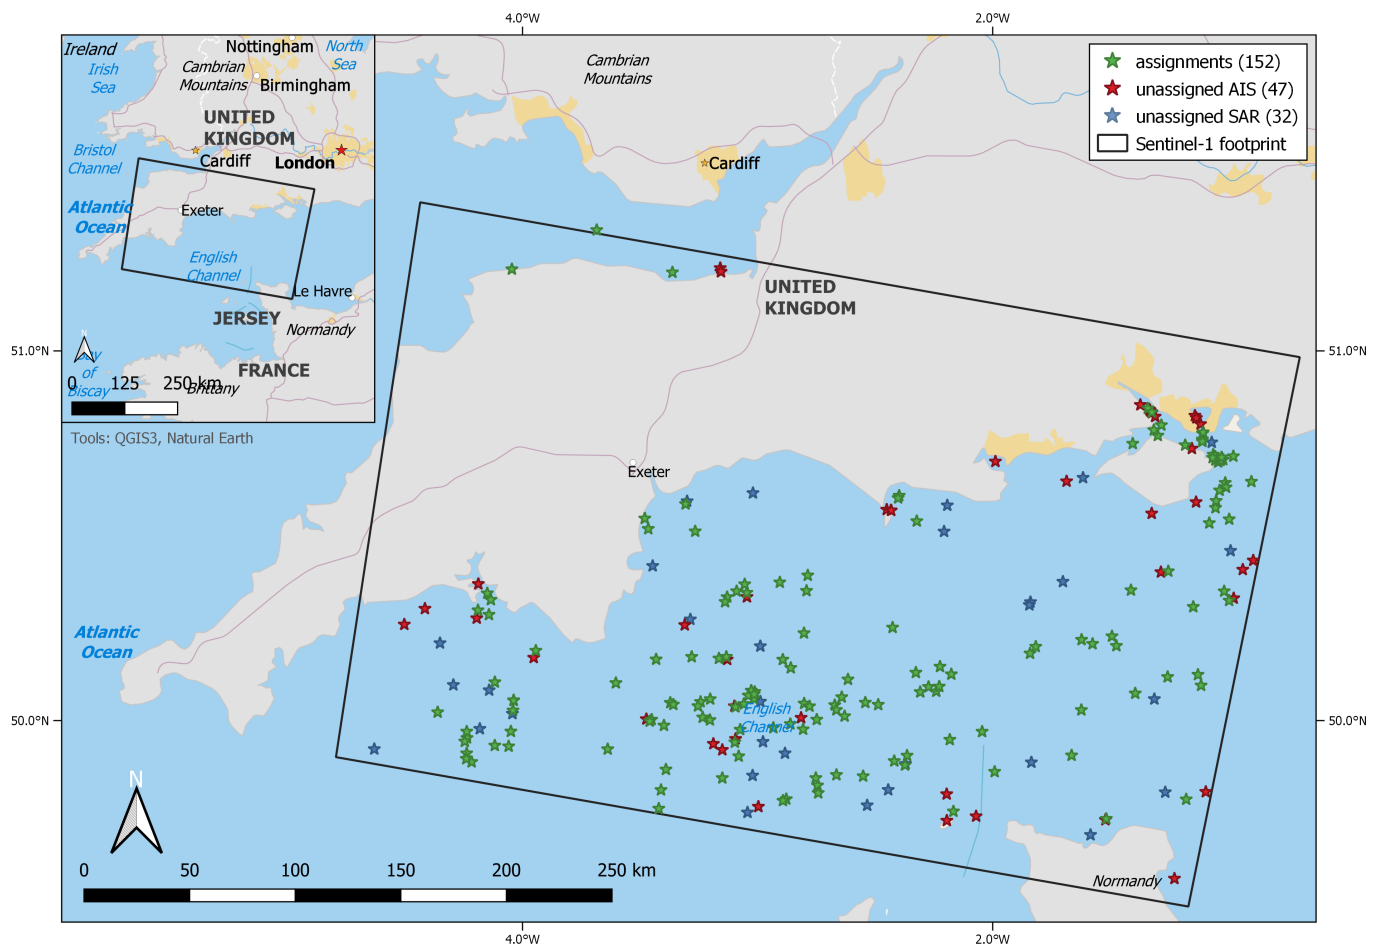 4.0°W
2.0°W
Ireland
Nottingham
North
Sea
Irish
Sea
Cambrian
Mountains
Birmingham
UNITED
KINGDOM
Bristol
Channel
Cardiff
London
Atlantic
Ocean
Exeter
English
Channel
Le Havre
JERSEY
Normandy
FRANCE
N
of
Biscay
Brittany
0
125
250 km
Tools: QGIS3, Natural Earth
Cambrian
Mountains
assignments (152)
unassigned AIS (47)
unassigned SAR (32)
Sentinel-1 footprint
Cardiff
UNITED
KINGDOM
51.0°N
51.0°N
Exeter
Atlantic
Ocean
English
Channel
50.0°N
50.0°N
N
0
50
100
150
200
250 km
Normandy
4.0°W
2.0°W